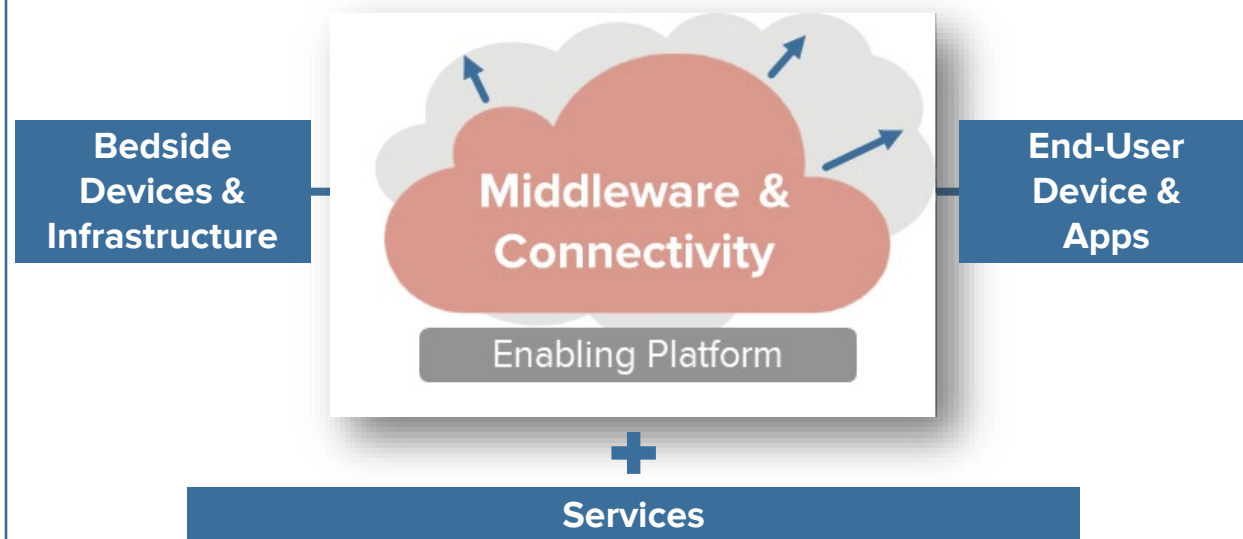 Bedside
Devices &
Infrastructure
Middleware &
Connectivity
Enabling Platform
End-User
Device &
Apps
Services